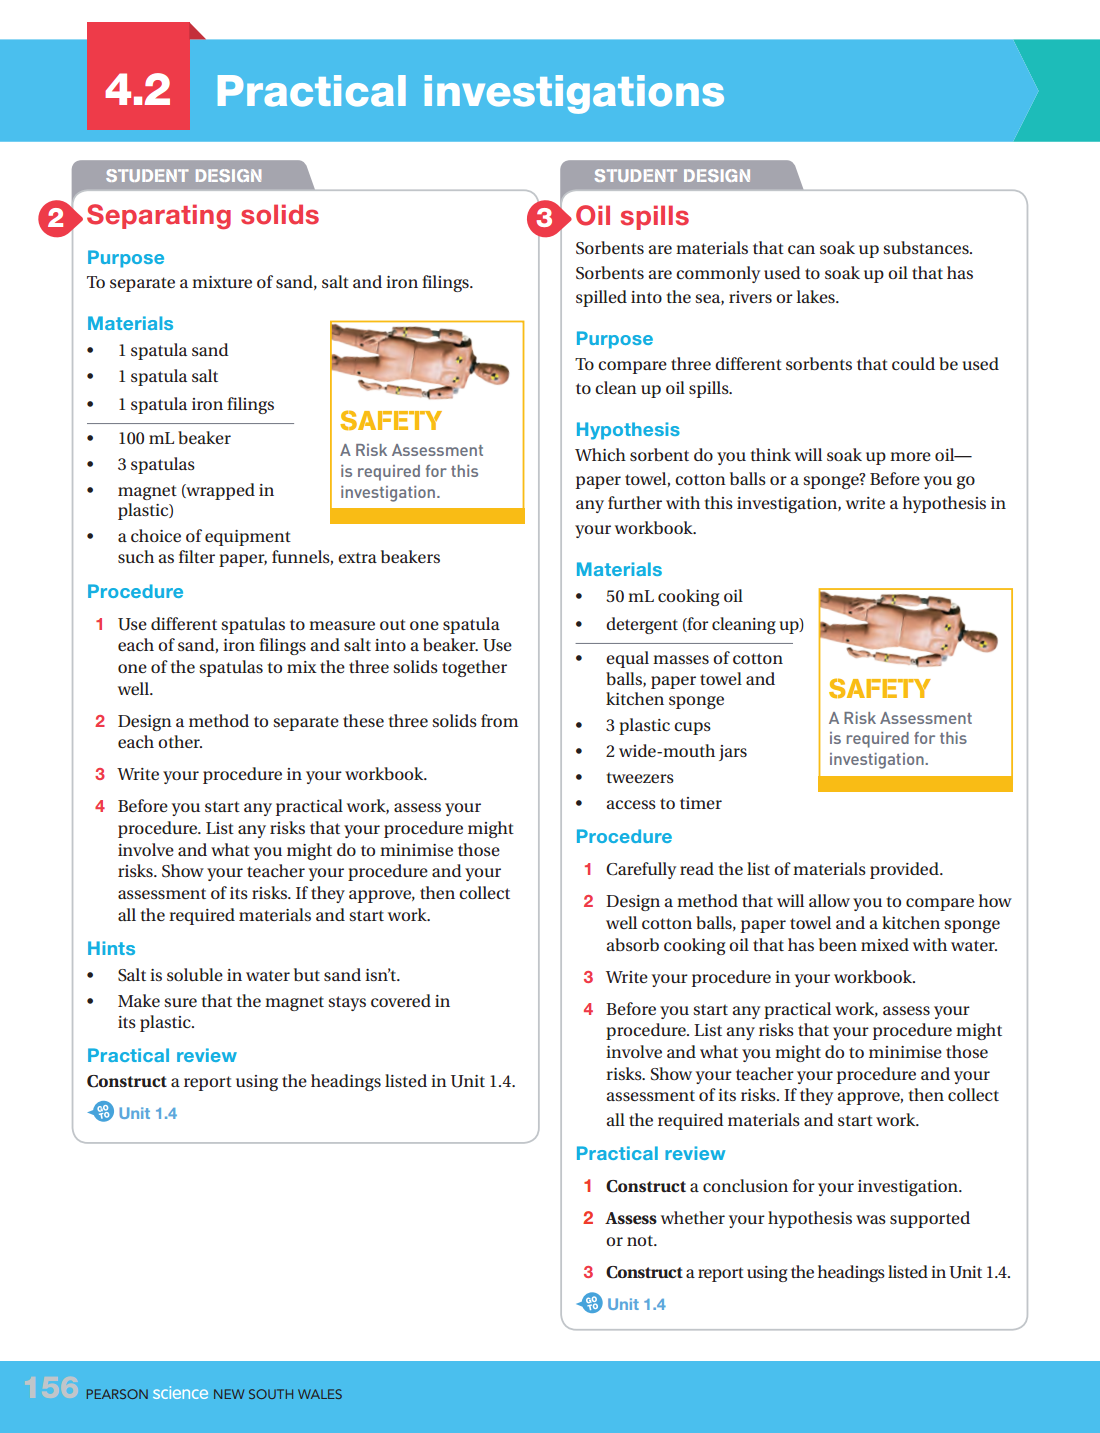 4.2
Practical investigations
STUDENT DESIGN
2
Separating solids
Purpose
To separate a mixture of sand, salt and iron filings.
Materials
• 1 spatula sand
• 1 spatula salt
• 1 spatula iron filings
• 100 mL beaker
• 3 spatulas
• magnet (wrapped in
plastic)
• a choice of equipment
such as filter paper, funnels, extra beakers
SAFETY
A Risk Assessment
is required for this
investigation.
Procedure
1 Use different spatulas to measure out one spatula
each of sand, iron filings and salt into a beaker. Use
one of the spatulas to mix the three solids together
well.
2 Design a method to separate these three solids from
each other.
3 Write your procedure in your workbook.
4 Before you start any practical work, assess your
procedure. List any risks that your procedure might
involve and what you might do to minimise those
risks. Show your teacher your procedure and your
assessment of its risks. If they approve, then collect
all the required materials and start work.
Hints
• Salt is soluble in water but sand isn't.
• Make sure that the magnet stays covered in
its plastic.
Practical review
Construct a report using the headings listed in Unit 1.4.
GO TO Unit 1.4
STUDENT DESIGN
3
Oil spills
Sorbents are materials that can soak up substances.
Sorbents are commonly used to soak up oil that has
spilled into the sea, rivers or lakes.
Purpose
To compare three different sorbents that could be used
to clean up oil spills.
Hypothesis
Which sorbent do you think will soak up more oil—
paper towel, cotton balls or a sponge? Before you go
any further with this investigation, write a hypothesis in
your workbook.
Materials
• 50 mL cooking oil
• detergent (for cleaning up)
• equal masses of cotton
balls, paper towel and
kitchen sponge
• 3 plastic cups
• 2 wide-mouth jars
• tweezers
• access to timer
SAFETY
A Risk Assessment
is required for this
investigation.
Procedure
1 Carefully read the list of materials provided.
2 Design a method that will allow you to compare how
well cotton balls, paper towel and a kitchen sponge
absorb cooking oil that has been mixed with water.
3 Write your procedure in your workbook.
4 Before you start any practical work, assess your
procedure. List any risks that your procedure might
involve and what you might do to minimise those
risks. Show your teacher your procedure and your
assessment of its risks. If they approve, then collect
all the required materials and start work.
Practical review
1 Construct a conclusion for your investigation.
2 Assess whether your hypothesis was supported
or not.
3 Construct a report using the headings listed in Unit 1.4.
GO TO Unit 1.4
156 PEARSON science NEW SOUTH WALES